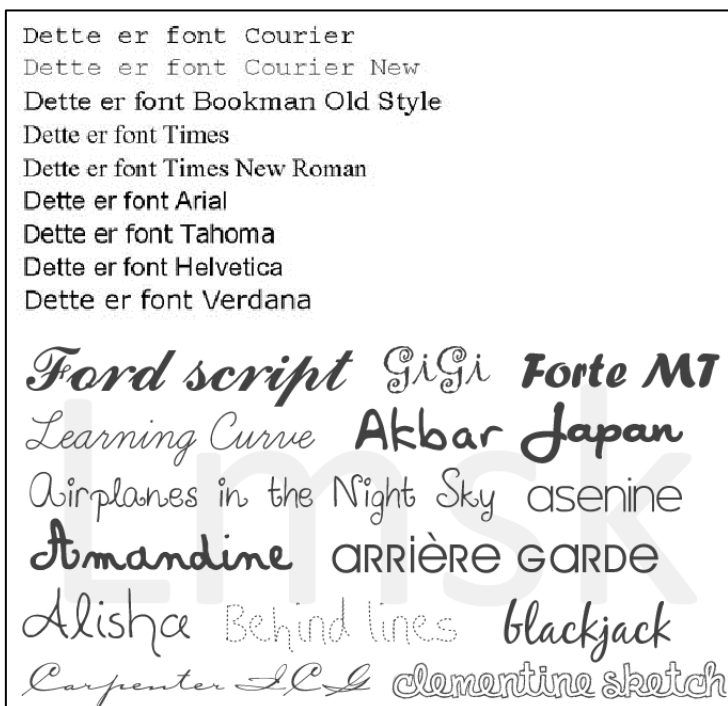 Dette er font Courier
Dette er font Courier New
Dette er font Bookman Old Style
Dette er font Times
Dette er font Times New Roman
Dette er font Arial
Dette er font Tahoma
Dette er font Helvetica
Dette er font Verdana
Ford script GiGi Forte MT
Learning Curve Akbar Japan
Airplanes in the Night Sky asenine
Amandine ARRIèRE GARDE
Alisha Behind lines blackjack
Carpenter ICG clementine sketch
Lmsk